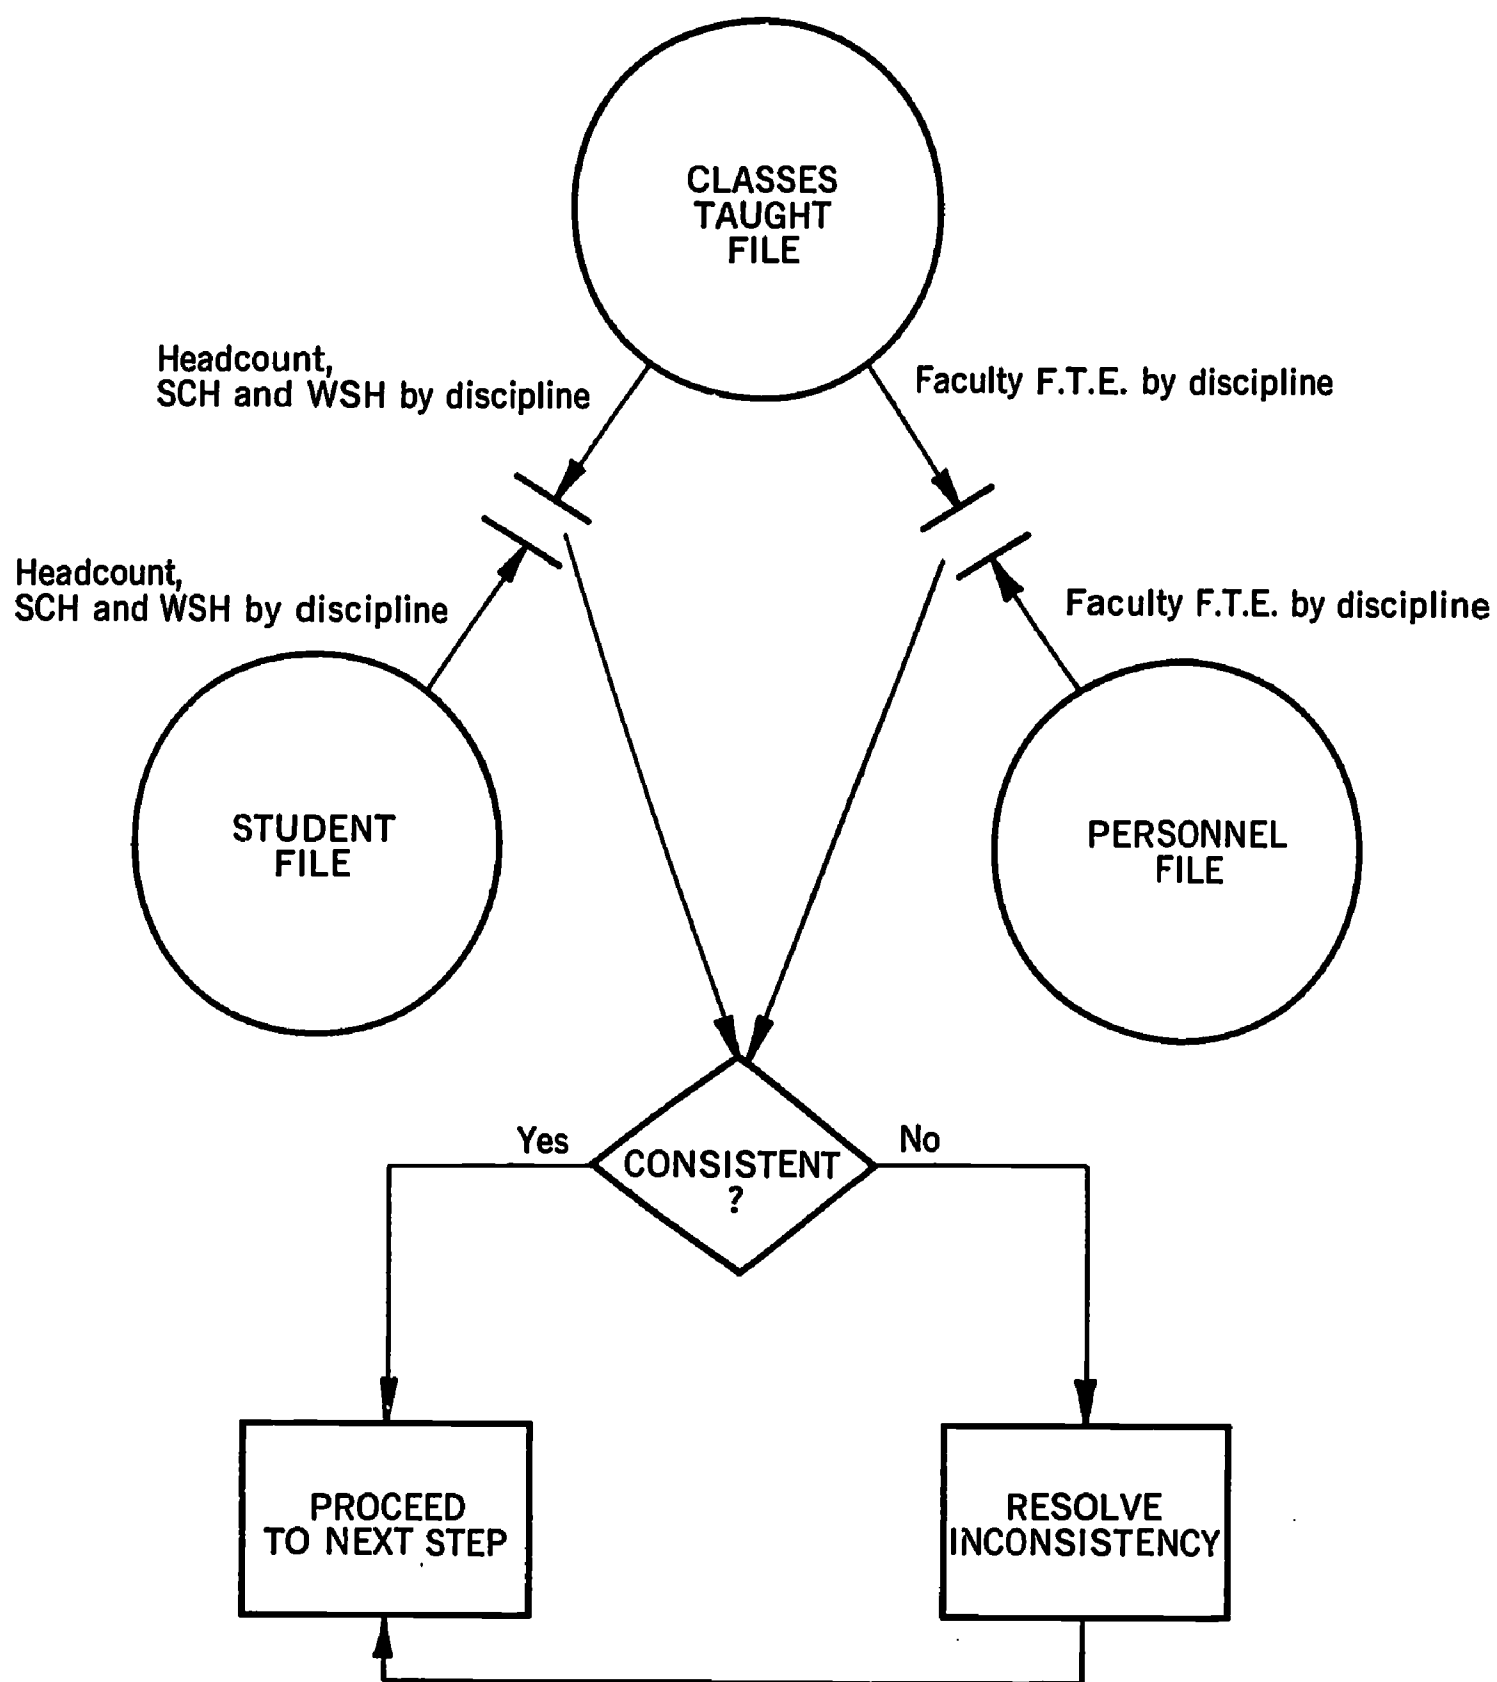 CLASSES
TAUGHT
FILE
Headcount,
SCH and WSH by discipline
Faculty F.T.E. by discipline
Headcount,
SCH and WSH by discipline
Faculty F.T.E. by discipline
STUDENT
FILE
PERSONNEL
FILE
Yes
No
CONSISTENT
?
PROCEED
TO NEXT STEP
RESOLVE
INCONSISTENCY